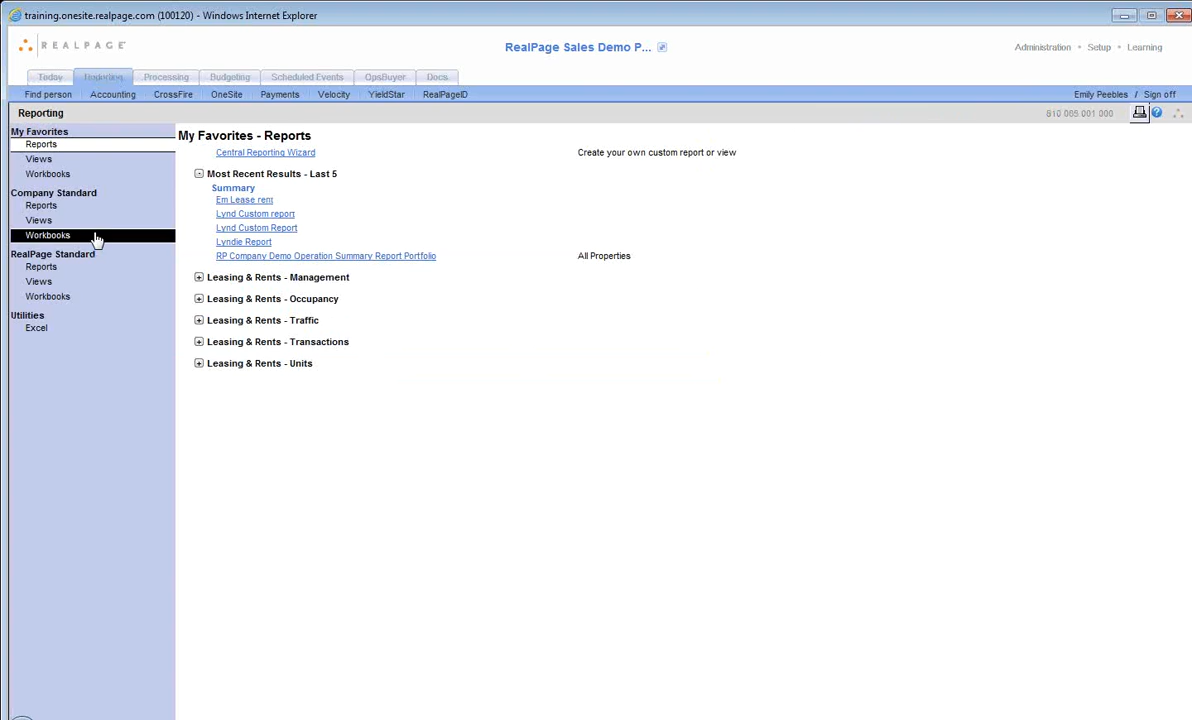 training.onesite.realpage.com (100120) - Windows Internet Explorer
REALPAGE
RealPage Sales Demo P...
Administration • Setup • Learning
Today Reporting Processing Budgeting Scheduled Events OpsBuyer Docs
Find person Accounting CrossFire OneSite Payments Velocity YieldStar RealPageID Emily Peebles / Sign off
Reporting
810.065.001.000
My Favorites
Reports
Views
Workbooks
Company Standard
Reports
Views
Workbooks
RealPage Standard
Reports
Views
Workbooks
Utilities
Excel
My Favorites - Reports
Central Reporting Wizard Create your own custom report or view
Most Recent Results - Last 5
Summary
Em Lease rent
Lynd Custom report
Lynd Custom Report
Lyndie Report
RP Company Demo Operation Summary Report Portfolio All Properties
Leasing & Rents - Management
Leasing & Rents - Occupancy
Leasing & Rents - Traffic
Leasing & Rents - Transactions
Leasing & Rents - Units